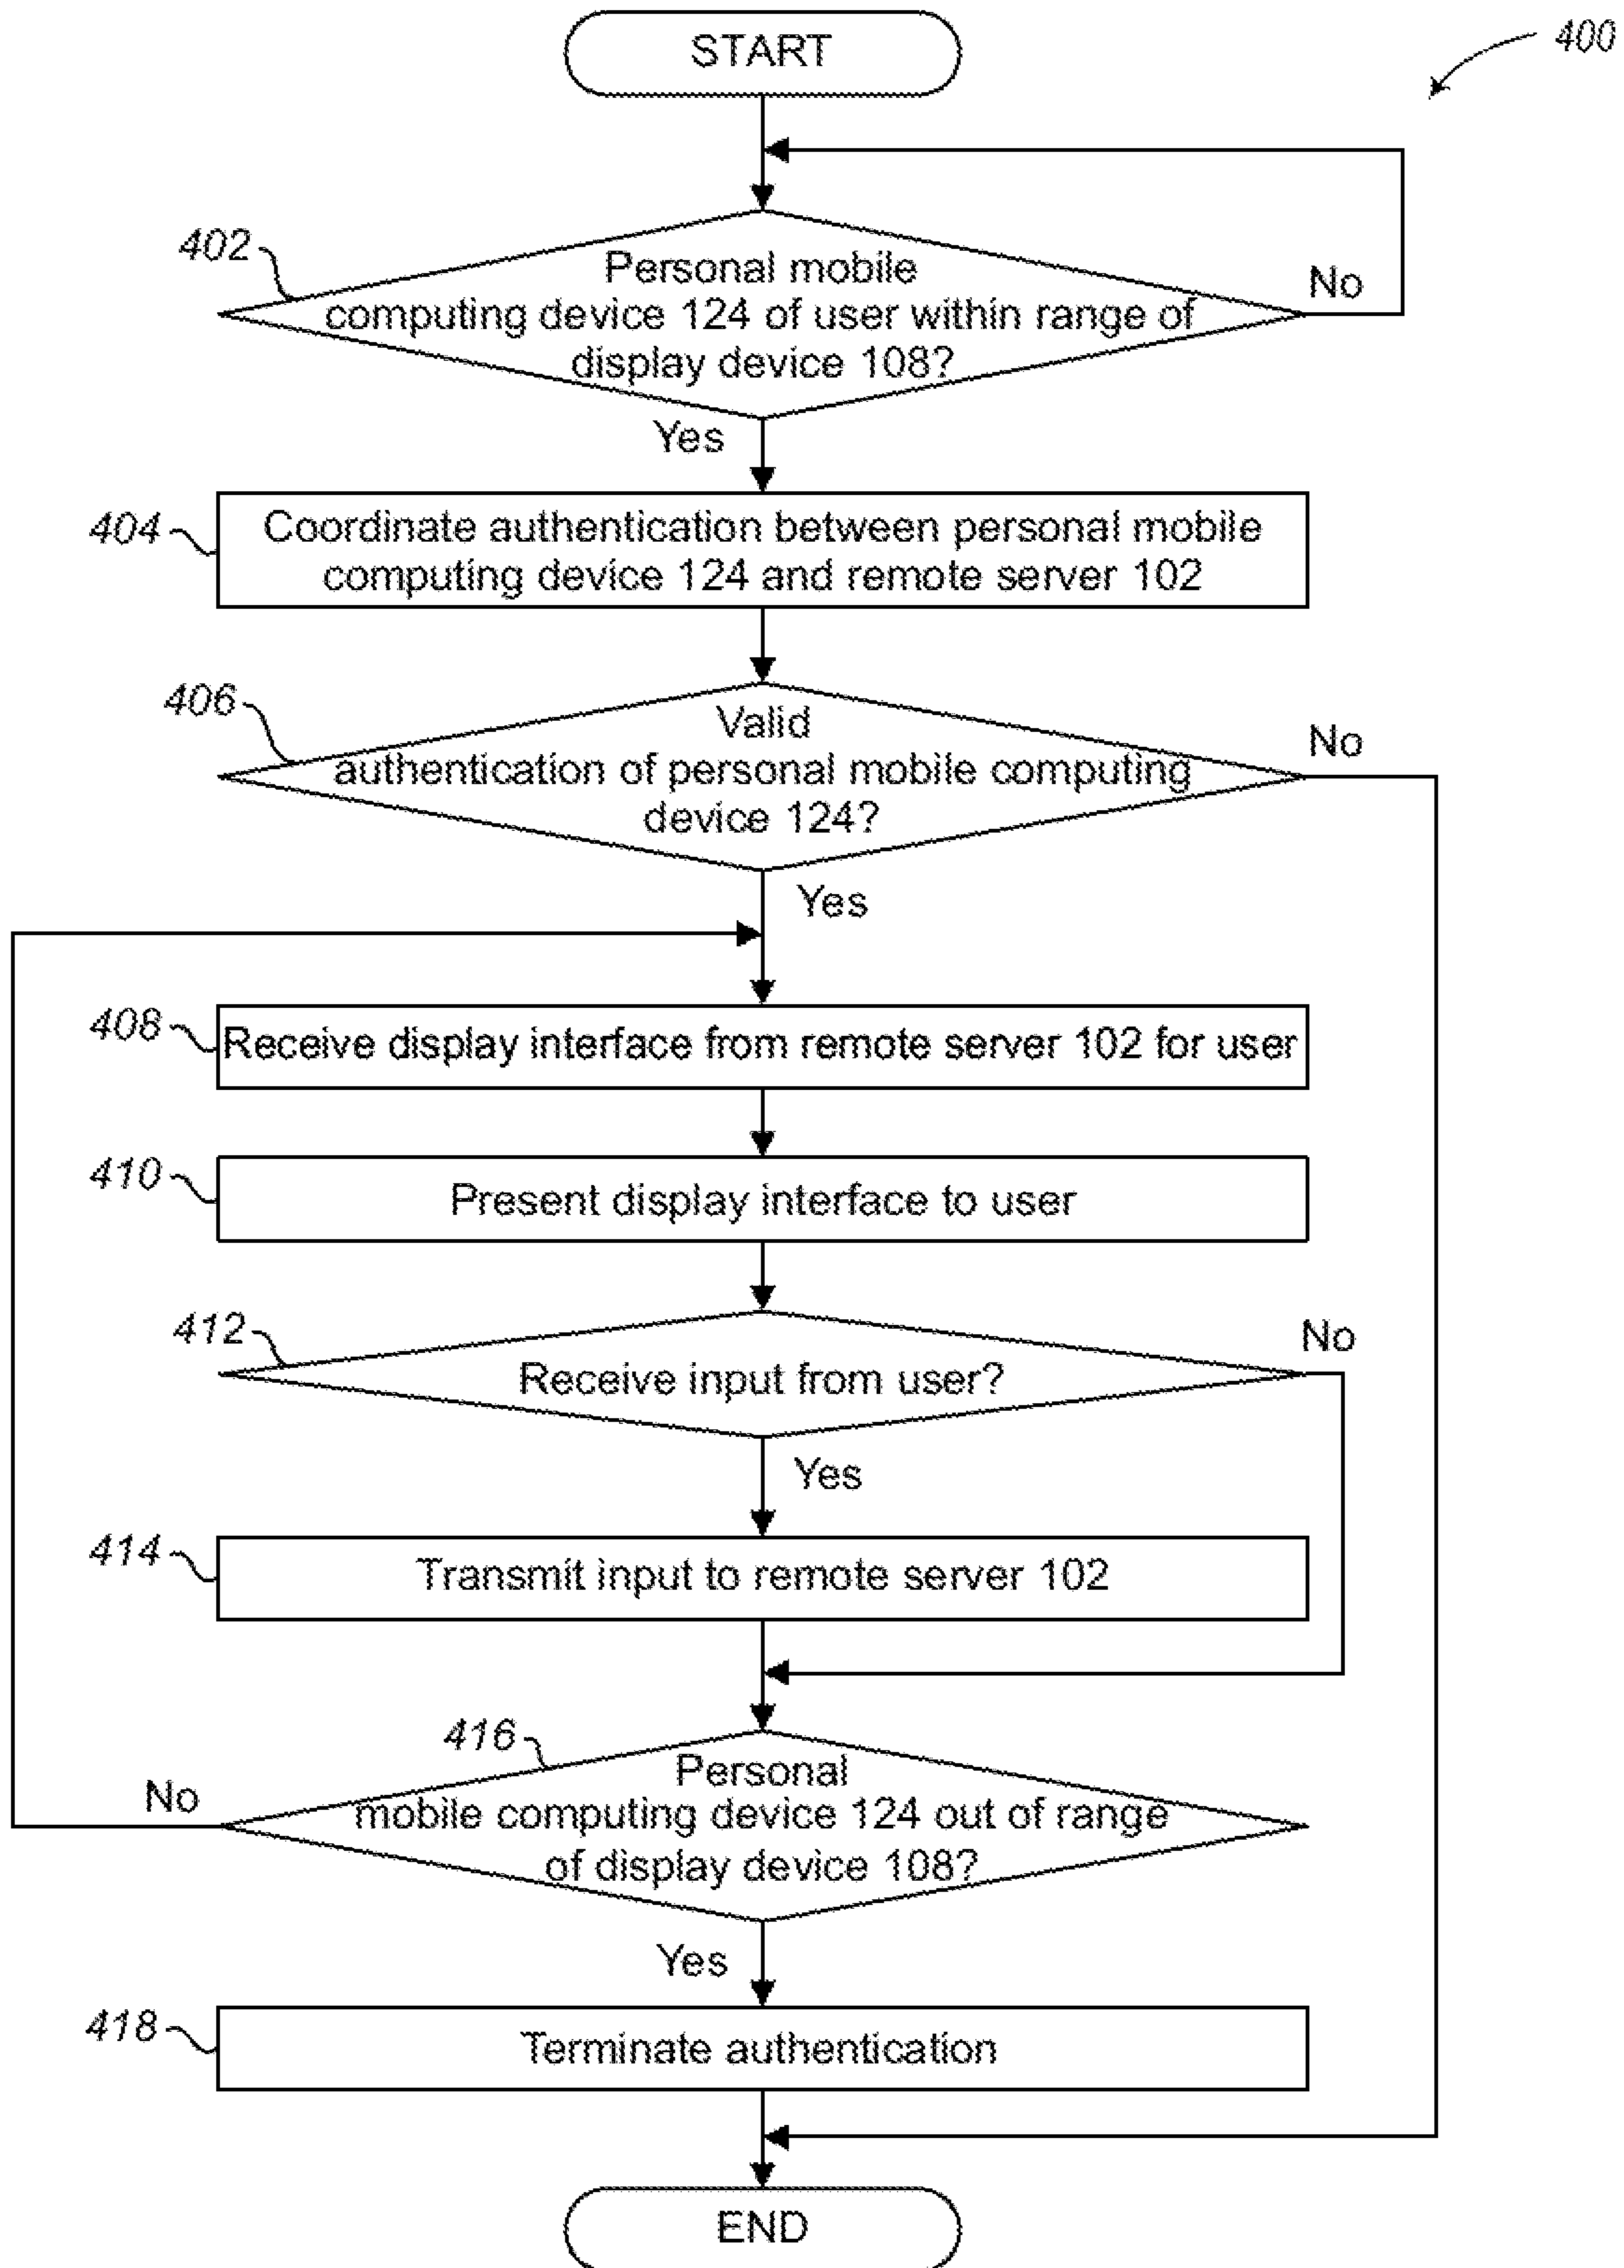 START
400
402
Personal mobile
computing device 124 of user within range of
display device 108?
No
Yes
404
Coordinate authentication between personal mobile
computing device 124 and remote server 102
406
Valid
authentication of personal mobile computing
device 124?
No
Yes
408
Receive display interface from remote server 102 for user
410
Present display interface to user
412
Receive input from user?
No
Yes
414
Transmit input to remote server 102
416
Personal
mobile computing device 124 out of range
of display device 108?
No
Yes
418
Terminate authentication
END